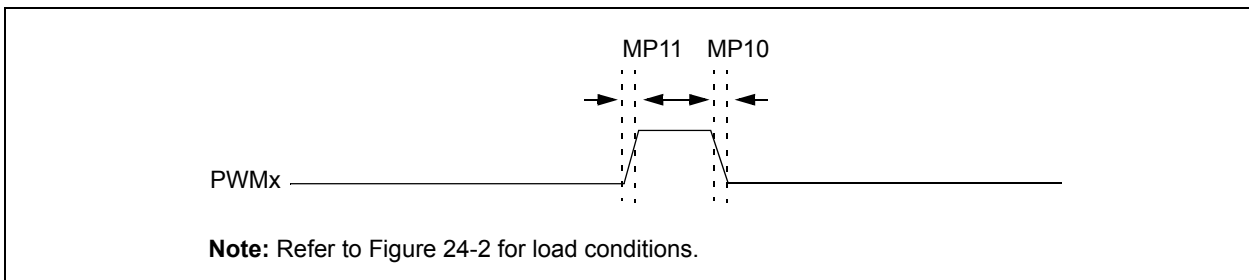 MP11 MP10
PWMx
Note: Refer to Figure 24-2 for load conditions.